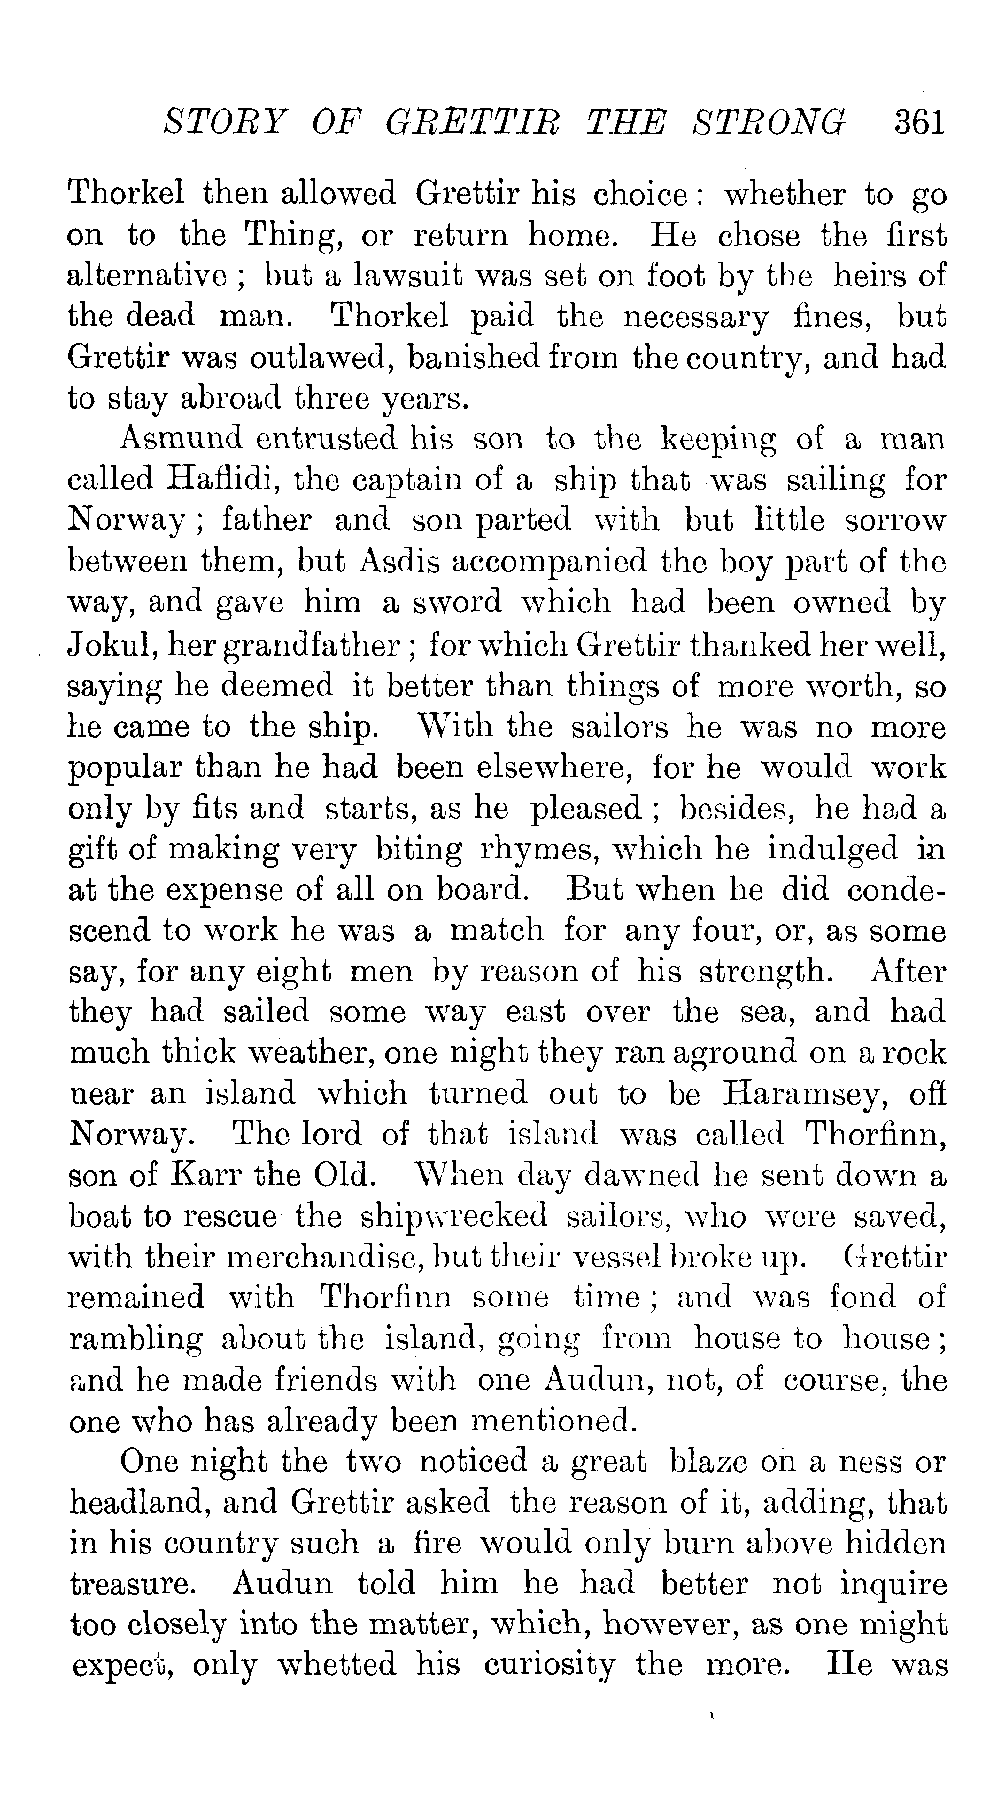 STORY OF GRETTIR THE STRONG 361
Thorkel then allowed Grettir his choice : whether to go
on to the Thing, or return home. He chose the first
alternative ; but a lawsuit was set on foot by the heirs of
the dead man. Thorkel paid the necessary fines, but
Grettir was outlawed, banished from the country, and had
to stay abroad three years.
Asmund entrusted his son to the keeping of a man
called Haflidi, the captain of a ship that was sailing for
Norway ; father and son parted with but little sorrow
between them, but Asdis accompanied the boy part of the
way, and gave him a sword which had been owned by
Jokul, her grandfather ; for which Grettir thanked her well,
saying he deemed it better than things of more worth, so
he came to the ship. With the sailors he was no more
popular than he had been elsewhere, for he would work
only by fits and starts, as he pleased ; besides, he had a
gift of making very biting rhymes, which he indulged in
at the expense of all on board. But when he did conde-
scend to work he was a match for any four, or, as some
say, for any eight men by reason of his strength. After
they had sailed some way east over the sea, and had
much thick weather, one night they ran aground on a rock
near an island which turned out to be Haramsey, off
Norway. The lord of that island was called Thorfinn,
son of Karr the Old. When day dawned he sent down a
boat to rescue the shipwrecked sailors, who were saved,
with their merchandise, but their vessel broke up. Grettir
remained with Thorfinn some time ; and was fond of
rambling about the island, going from house to house ;
and he made friends with one Audun, not, of course, the
one who has already been mentioned.
One night the two noticed a great blaze on a ness or
headland, and Grettir asked the reason of it, adding, that
in his country such a fire would only burn above hidden
treasure. Audun told him he had better not inquire
too closely into the matter, which, however, as one might
expect, only whetted his curiosity the more. He was